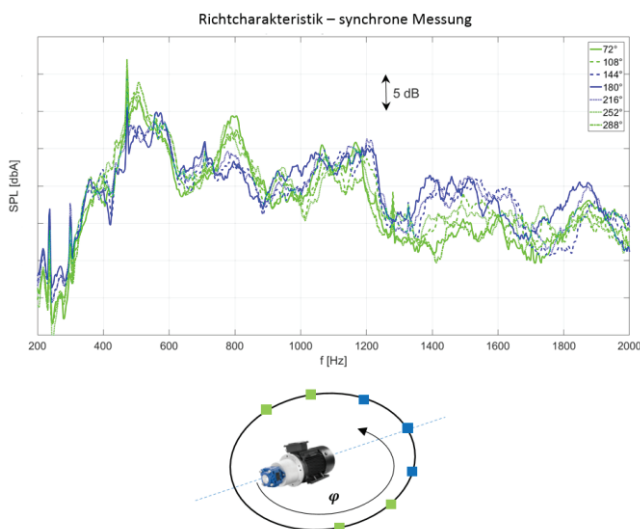 Richtcharakteristik – synchrone Messung
5 dB
72°
108°
144°
180°
216°
252°
288°
SPL [dbA]
200 400 600 800 1000 1200 1400 1600 1800 2000
f [Hz]
φ